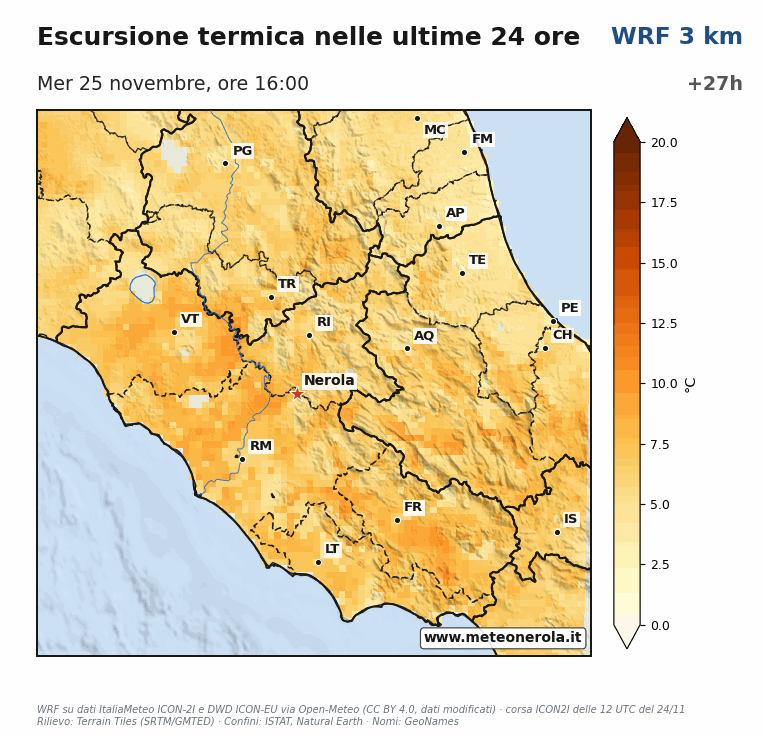 Escursione termica nelle ultime 24 ore
WRF 3 km
Mer 25 novembre, ore 16:00
+27h
MC
FM
PG
AP
TE
TR
PE
VT
RI
CH
AQ
Nerola
RM
FR
IS
LT
www.meteonerola.it
20.0
17.5
15.0
12.5
10.0
7.5
5.0
2.5
0.0
°C
WRF su dati ItaliaMeteo ICON-2I e DWD ICON-EU via Open-Meteo (CC BY 4.0, dati modificati) · corsa ICON2I delle 12 UTC del 24/11
Rilievo: Terrain Tiles (SRTM/GMTED) · Confini: ISTAT, Natural Earth · Nomi: GeoNames